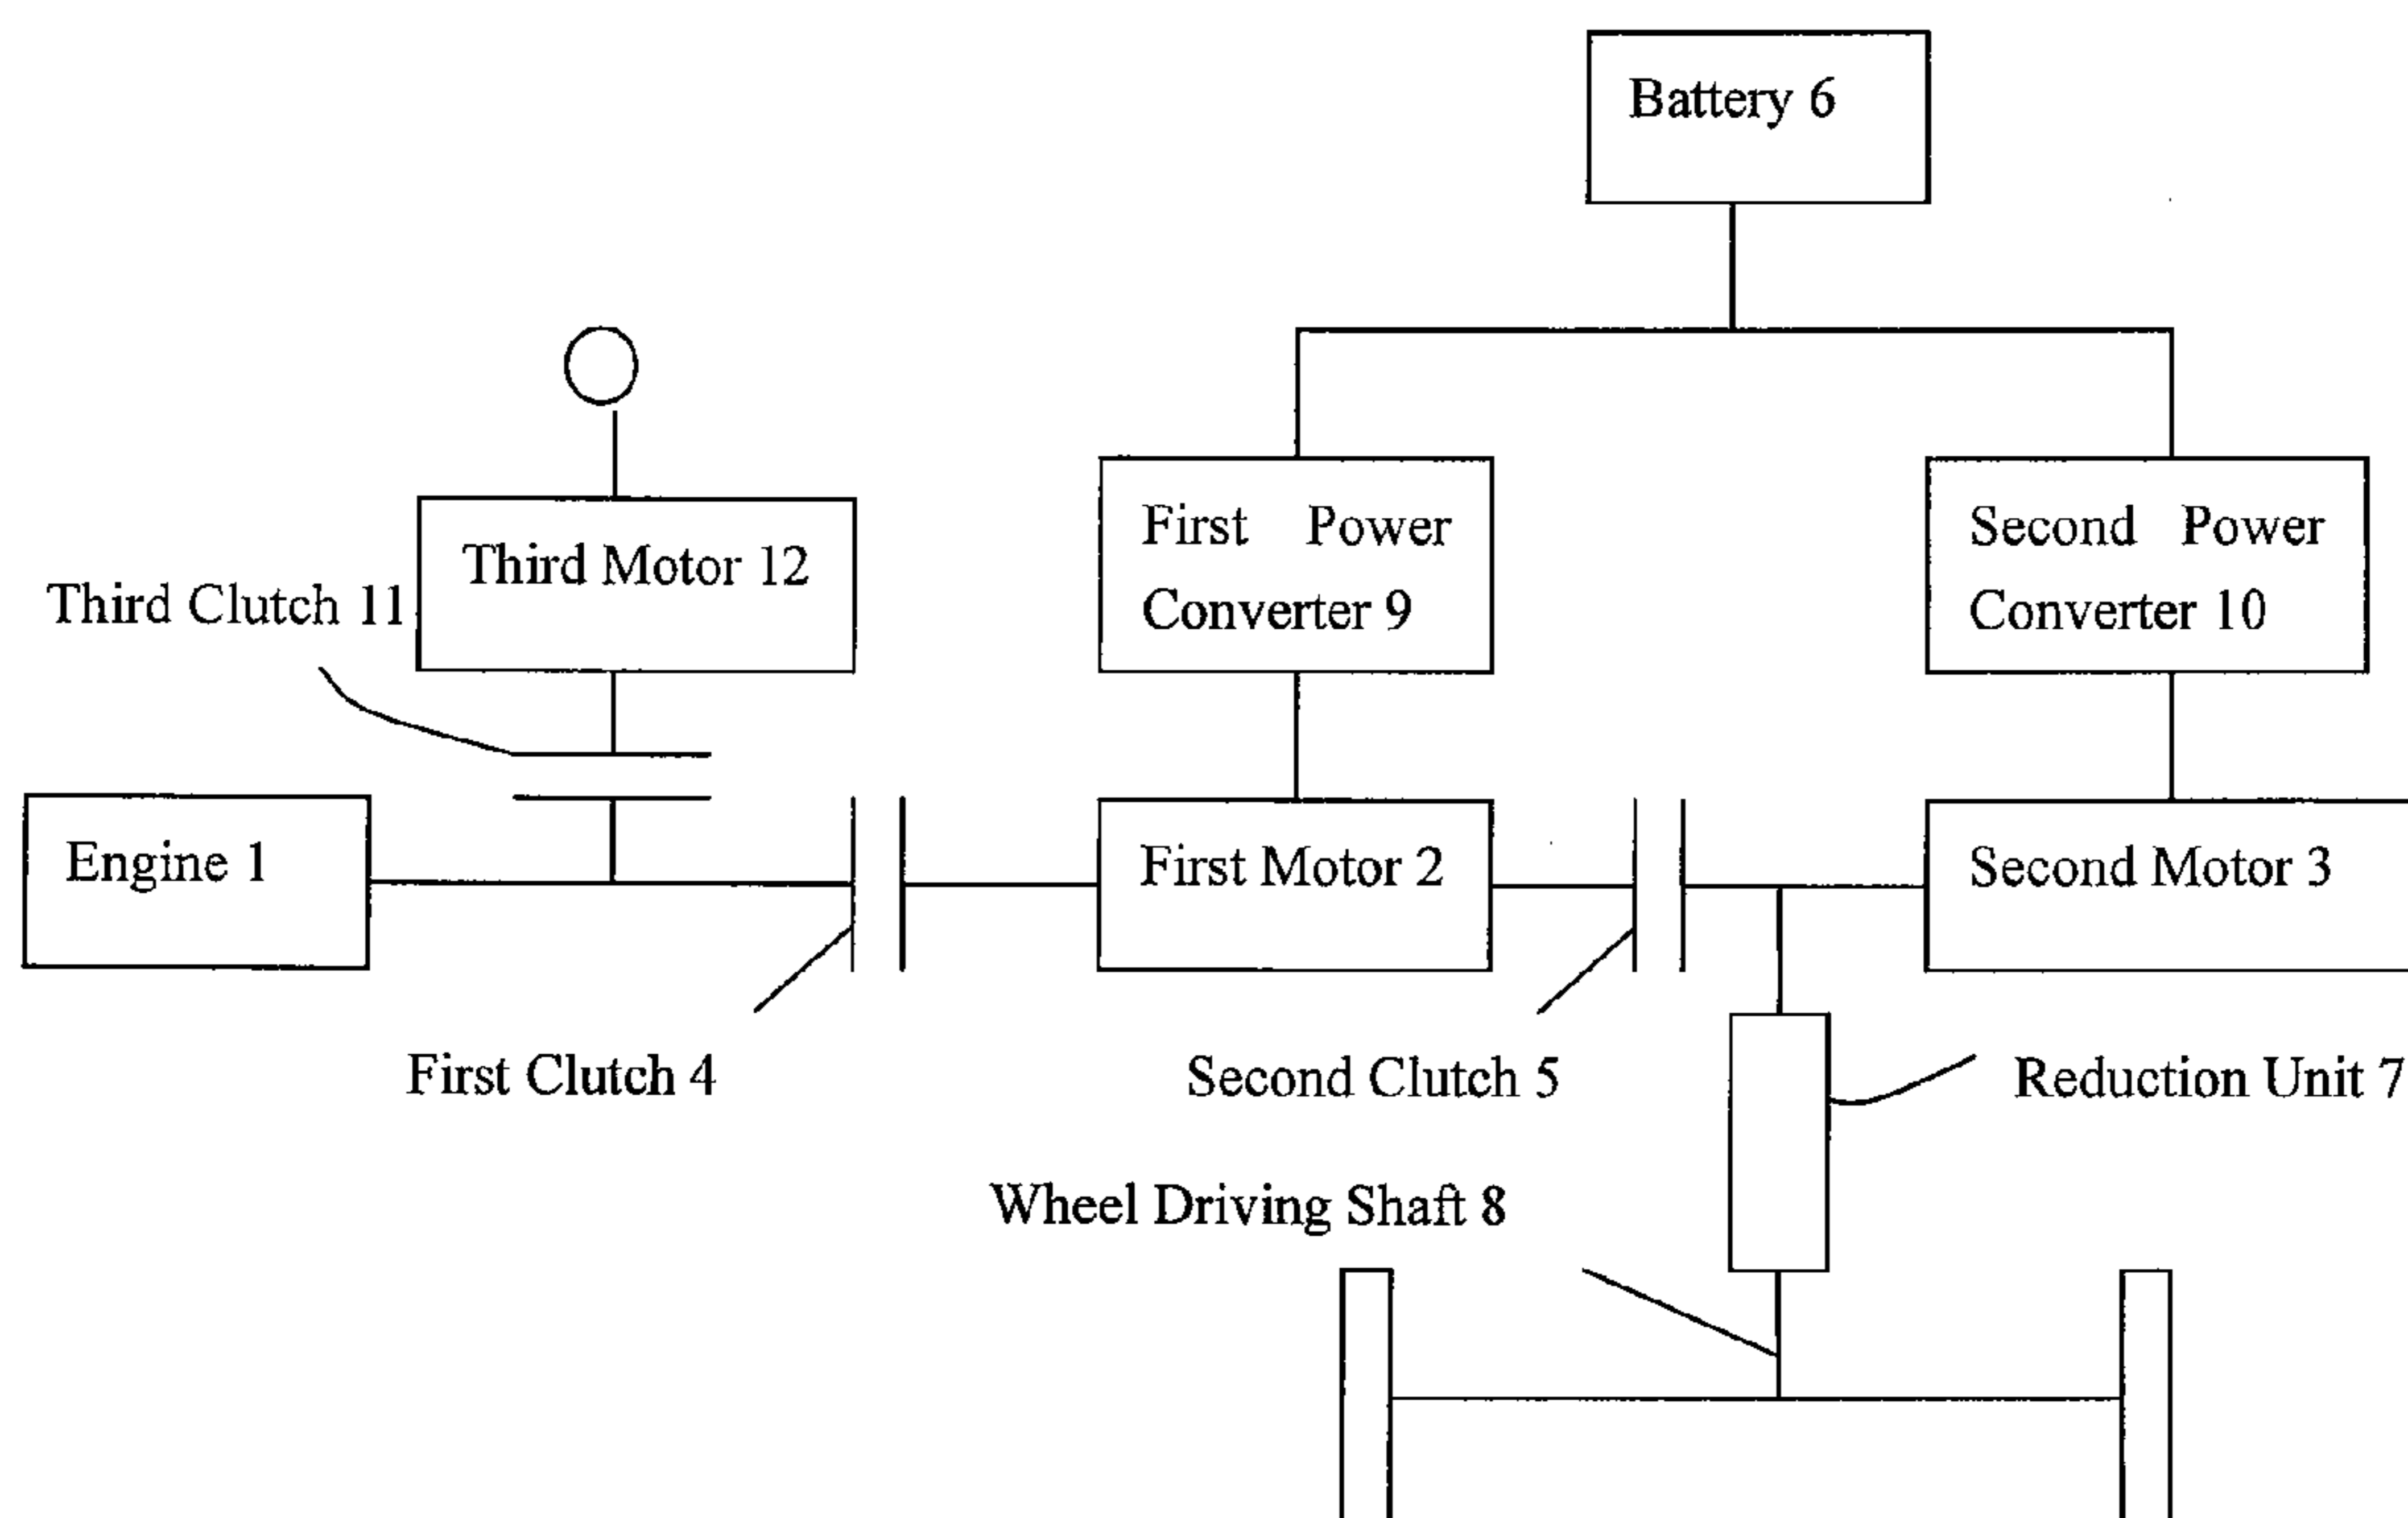 Battery 6
Third Motor 12
Third Clutch 11
First Power
Converter 9
Second Power
Converter 10
Engine 1
First Motor 2
Second Motor 3
First Clutch 4
Second Clutch 5
Reduction Unit 7
Wheel Driving Shaft 8